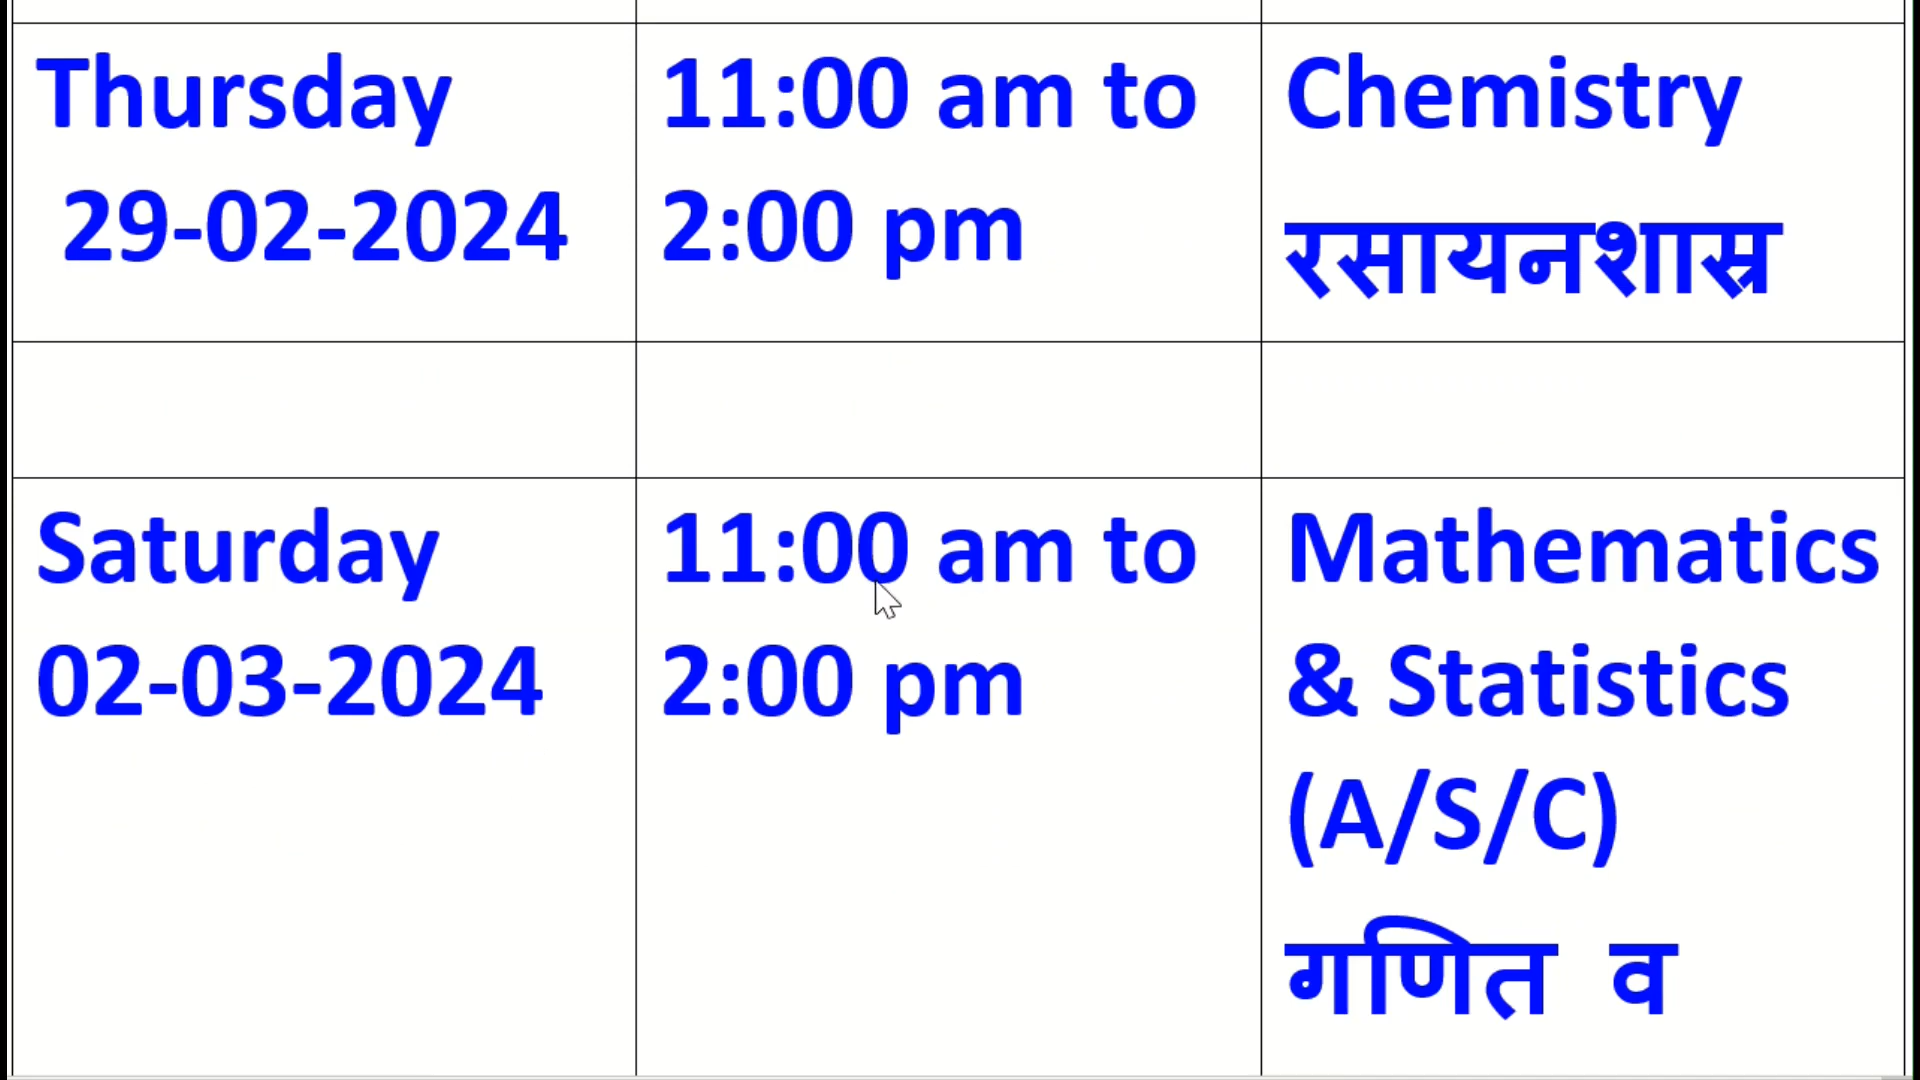 Thursday
29-02-2024
11:00 am to
2:00 pm
Chemistry
रसायनशास्र
Saturday
02-03-2024
11:00 am to
2:00 pm
Mathematics
& Statistics
(A/S/C)
गणित व